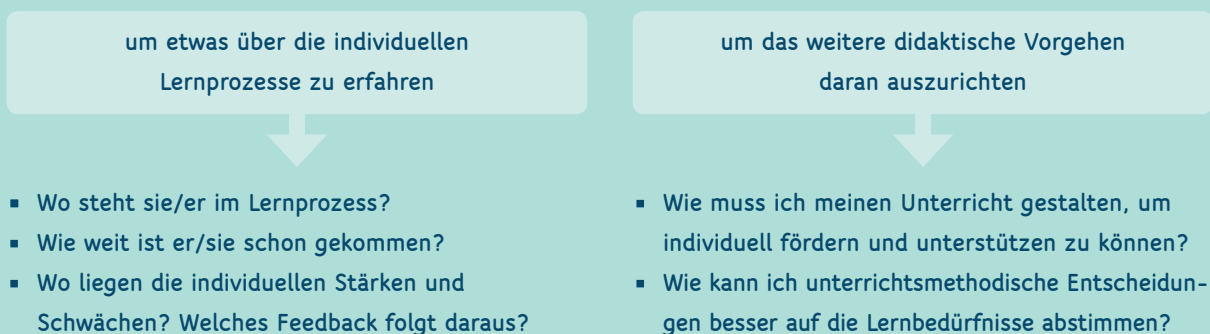 um etwas über die individuellen
Lernprozesse zu erfahren
▪ Wo steht sie/er im Lernprozess?
▪ Wie weit ist er/sie schon gekommen?
▪ Wo liegen die individuellen Stärken und
Schwächen? Welches Feedback folgt daraus?
um das weitere didaktische Vorgehen
daran auszurichten
▪ Wie muss ich meinen Unterricht gestalten, um
individuell fördern und unterstützen zu können?
▪ Wie kann ich unterrichtsmethodische Entscheidun-
gen besser auf die Lernbedürfnisse abstimmen?